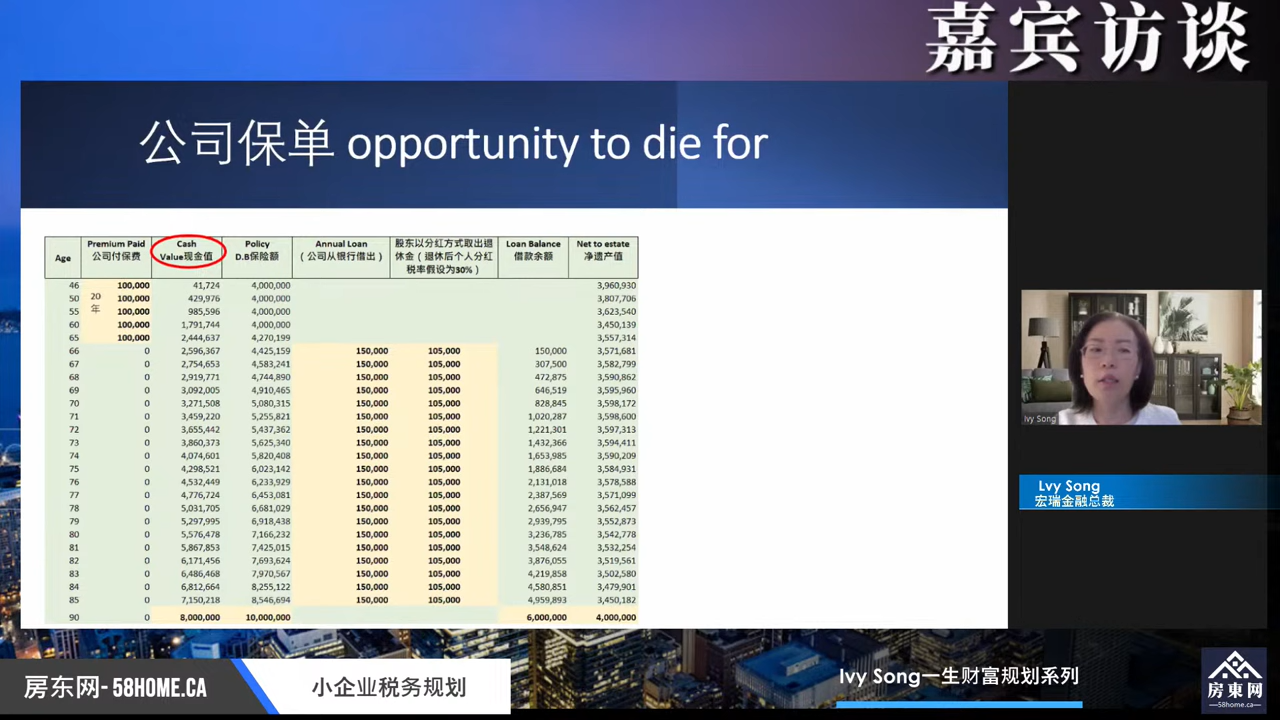 嘉宾访谈
公司保单 opportunity to die for
Age
Premium Paid
公司付保费
Cash
Value现金值
Policy
D.B保险额
Annual Loan
（公司从银行借出）
股东以分红方式取出退
休金（退休后个人分红
税率假设为30%）
Loan Balance
借款余额
Net to estate
净遗产值
46 100,000 41,724 4,000,000 3,960,930
20
年
50 100,000 429,976 4,000,000 3,807,706
55 100,000 985,596 4,000,000 3,623,540
60 100,000 1,791,744 4,000,000 3,450,139
65 100,000 2,444,637 4,270,199 3,557,314
66 0 2,596,367 4,425,159 150,000 105,000 150,000 3,571,681
67 0 2,754,653 4,583,241 150,000 105,000 307,500 3,582,799
68 0 2,919,771 4,744,890 150,000 105,000 472,875 3,590,862
69 0 3,092,005 4,910,465 150,000 105,000 646,519 3,595,960
70 0 3,271,508 5,080,315 150,000 105,000 828,845 3,598,172
71 0 3,459,220 5,255,821 150,000 105,000 1,020,287 3,598,600
72 0 3,655,442 5,437,362 150,000 105,000 1,221,301 3,597,313
73 0 3,860,373 5,625,340 150,000 105,000 1,432,366 3,594,411
74 0 4,074,601 5,820,408 150,000 105,000 1,653,985 3,590,209
75 0 4,298,521 6,023,142 150,000 105,000 1,886,684 3,584,931
76 0 4,532,449 6,233,929 150,000 105,000 2,131,018 3,578,588
77 0 4,776,724 6,453,081 150,000 105,000 2,387,569 3,571,099
78 0 5,031,705 6,681,029 150,000 105,000 2,656,947 3,562,457
79 0 5,297,995 6,918,438 150,000 105,000 2,939,795 3,552,873
80 0 5,576,478 7,166,232 150,000 105,000 3,236,785 3,542,778
81 0 5,867,853 7,425,015 150,000 105,000 3,548,624 3,532,254
82 0 6,171,456 7,693,624 150,000 105,000 3,876,055 3,519,561
83 0 6,486,468 7,970,567 150,000 105,000 4,219,858 3,502,580
84 0 6,812,664 8,255,122 150,000 105,000 4,580,851 3,479,901
85 0 7,150,218 8,546,694 150,000 105,000 4,959,893 3,450,182
90 0 8,000,000 10,000,000 6,000,000 4,000,000
Ivy Song
Lvy Song
宏瑞金融总裁
房东网- 58HOME.CA
小企业税务规划
Ivy Song一生财富规划系列
房東网
—58home.ca—